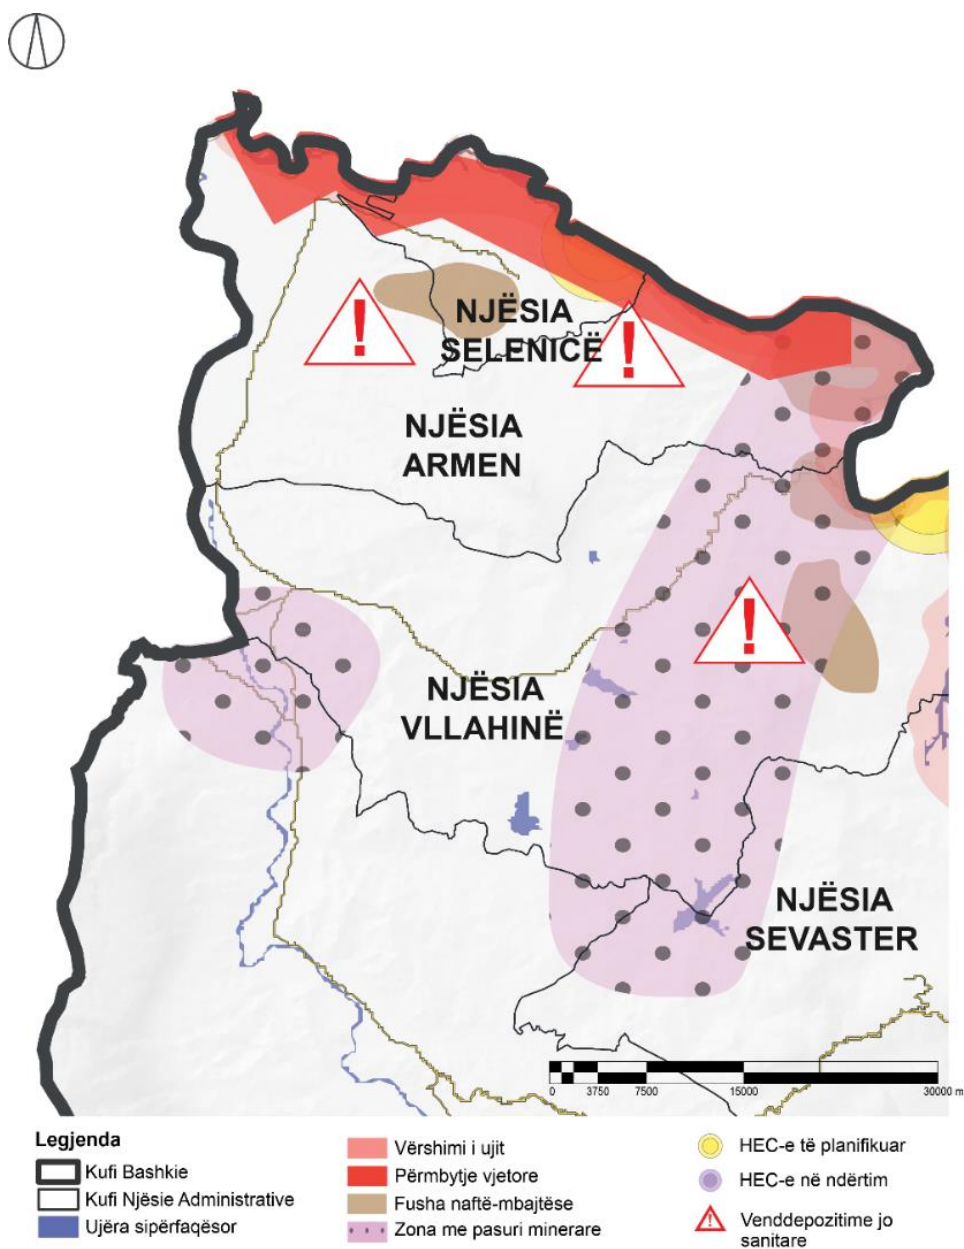 NJËSIA
SELENICË
NJËSIA
ARMEN
NJËSIA
VLLAHINË
NJËSIA
SEVASTER
0 3750 7500 15000 30000 m
Legjenda
Kufi Bashkie
Kufi Njësie Administrative
Ujëra sipërfaqësor
Vërshimi i ujit
Përmbytje vjetore
Fusha naftë-mbajtëse
Zona me pasuri minerare
HEC-e të planifikuar
HEC-e në ndërtim
Venddepozitime jo
sanitare